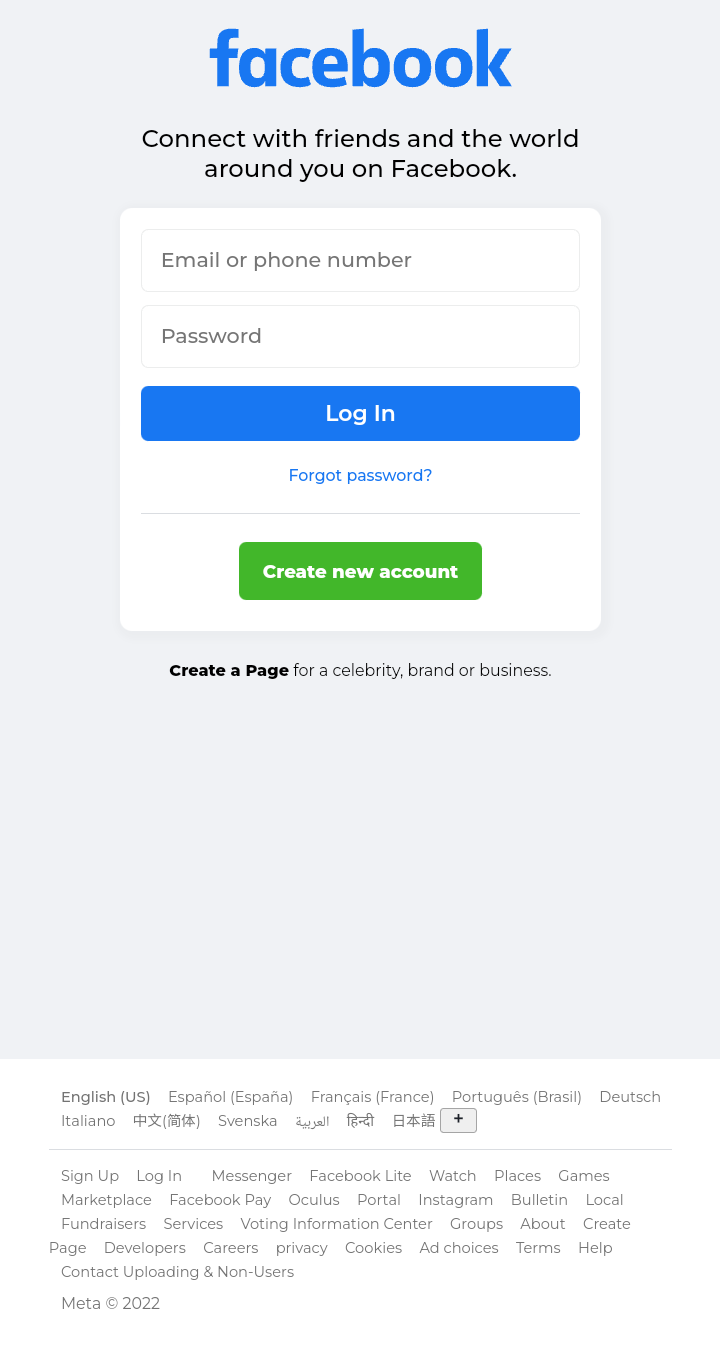 facebook
Connect with friends and the world
around you on Facebook.
Email or phone number
Password
Log In
Forgot password?
Create new account
Create a Page for a celebrity, brand or business.
English (US) Español (España) Français (France) Português (Brasil) Deutsch
Italiano 中文(简体) Svenska العربية हिन्दी 日本語 +
Sign Up Log In Messenger Facebook Lite Watch Places Games
Marketplace Facebook Pay Oculus Portal Instagram Bulletin Local
Fundraisers Services Voting Information Center Groups About Create
Page Developers Careers privacy Cookies Ad choices Terms Help
Contact Uploading & Non-Users
Meta © 2022